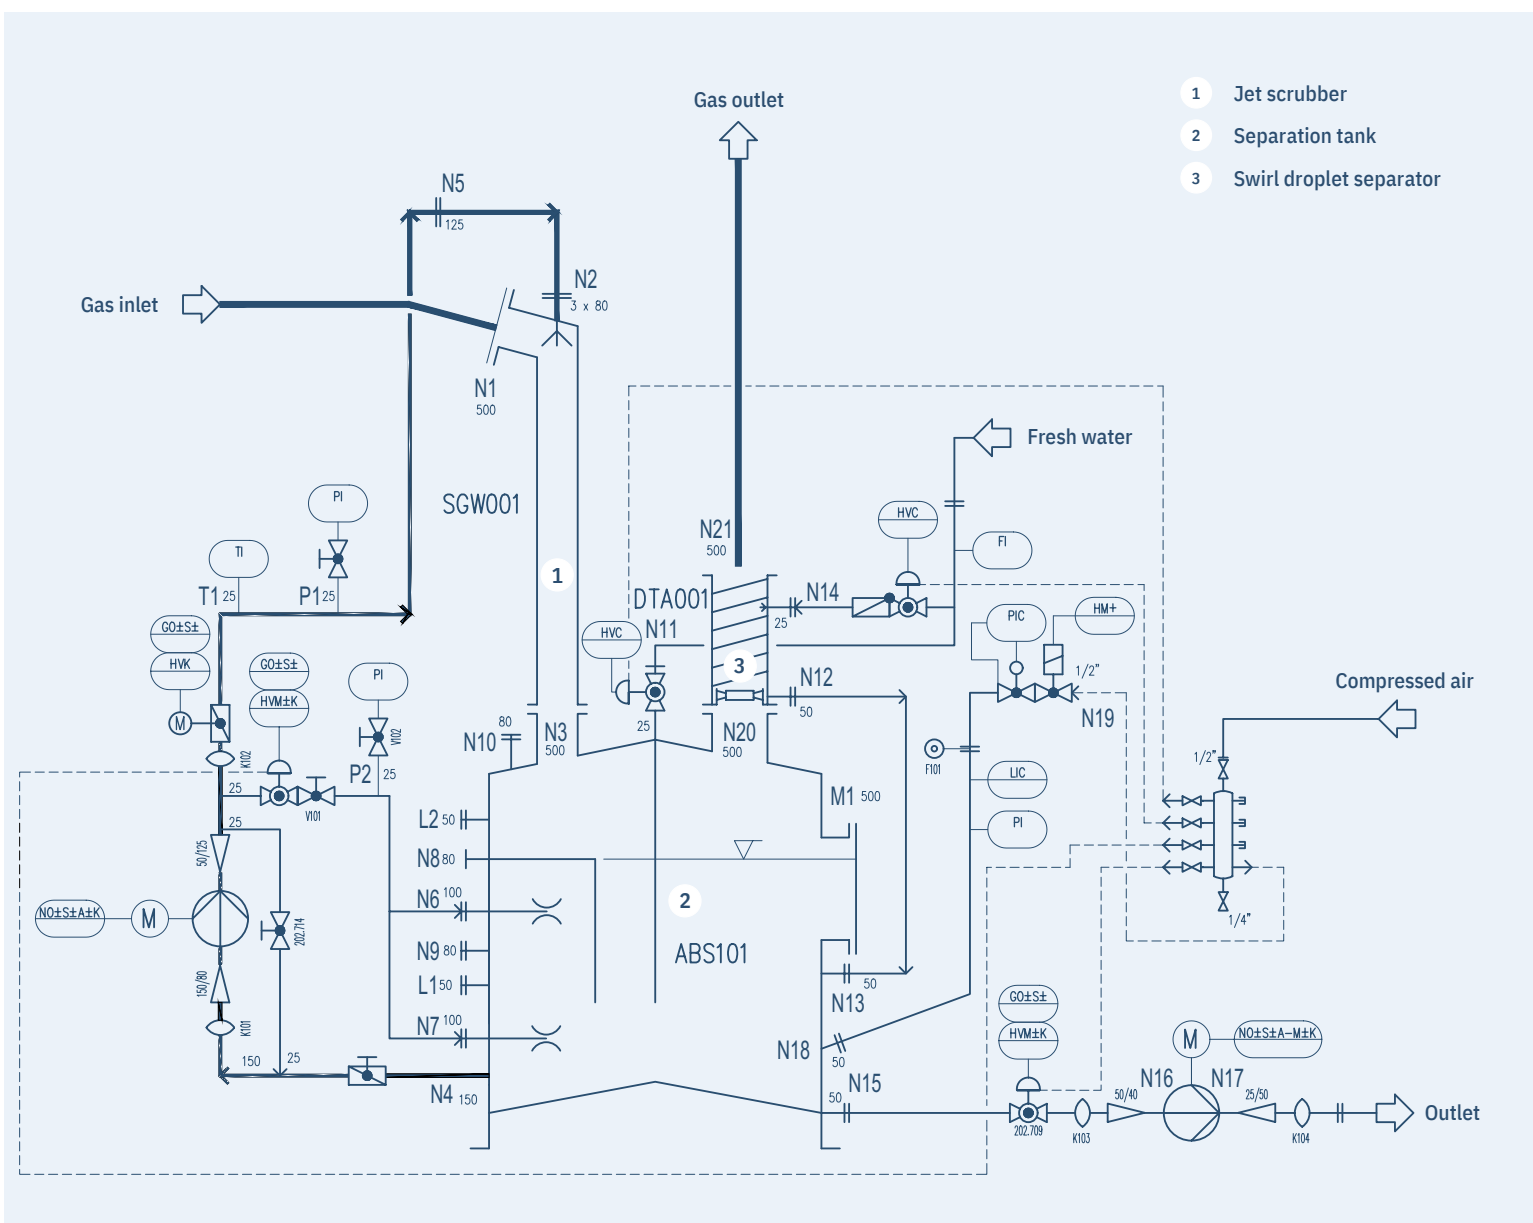 1 Jet scrubber
2 Separation tank
3 Swirl droplet separator
Gas outlet
N5
125
N2
3 x 80
Gas inlet
N1
500
Fresh water
PI
SGW001
N21
500
HVC
FI
TI
T1 25
P1 25
1
DTA001
N14
25
PIC
HM+
GO±S±
HVK
M
HVC
N11
25
3
N12
50
1/2"
N19
Compressed air
GO±S±
HVM±K
PI
V102
P2 25
K102
80
N10
N3
500
N20
500
F101
1/2"
25
V101
LIC
M1 500
L2 50
PI
25
50/125
N8 80
N6 100
2
NO±S±A±K
M
202.714
1/4"
N9 80
ABS101
L1 50
150/80
50
N13
N7 100
K101
GO±S±
HVM±K
M
NO±S±A-M±K
N18
50
150
25
N4 150
N15
50
N16
N17
50/40
25/50
202.709
K103
K104
Outlet